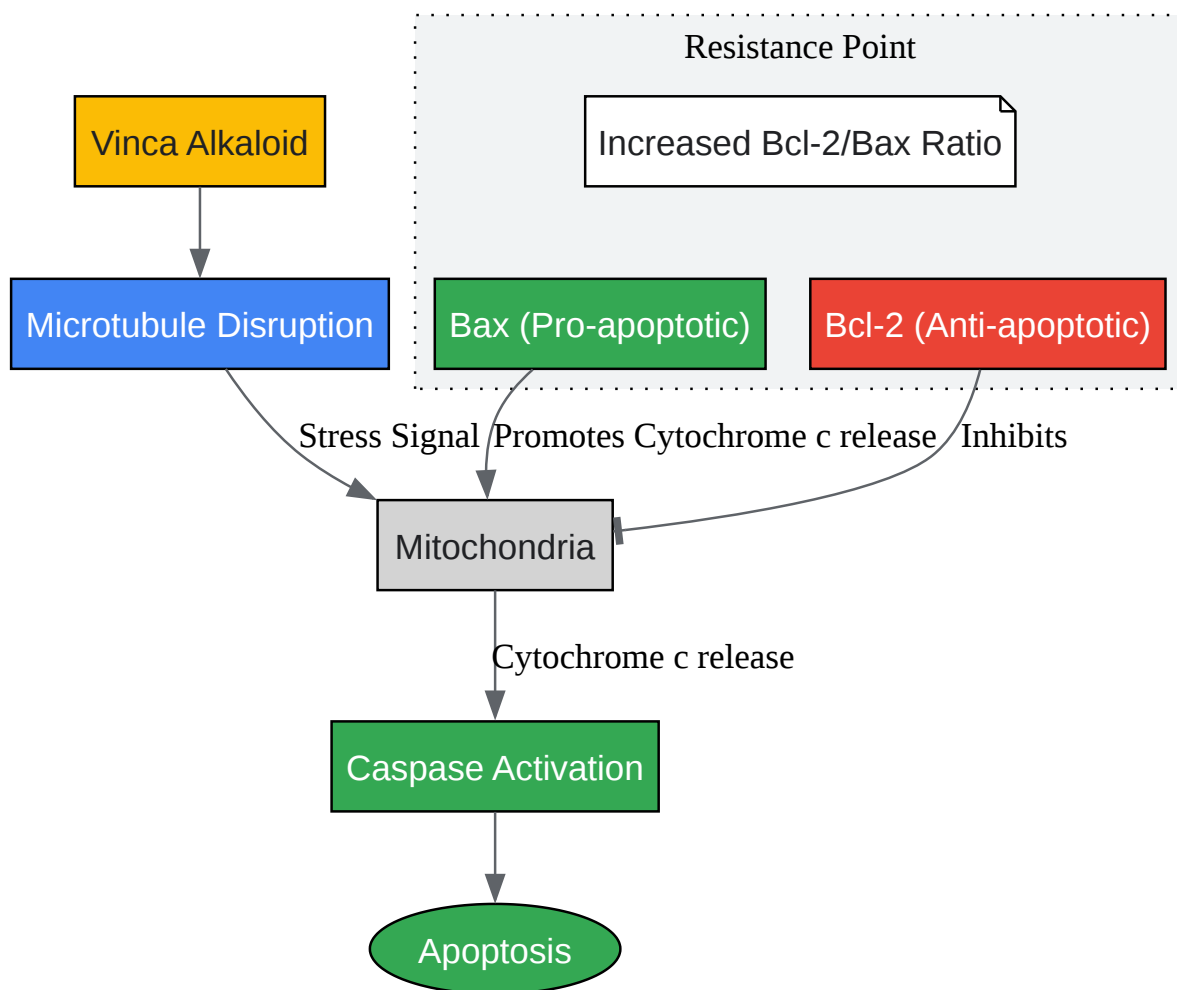 Resistance Point
Vinca Alkaloid
Increased Bcl-2/Bax Ratio
Microtubule Disruption
Bax (Pro-apoptotic)
Bcl-2 (Anti-apoptotic)
Stress Signal
Promotes Cytochrome c release
Inhibits
Mitochondria
Cytochrome c release
Caspase Activation
Apoptosis